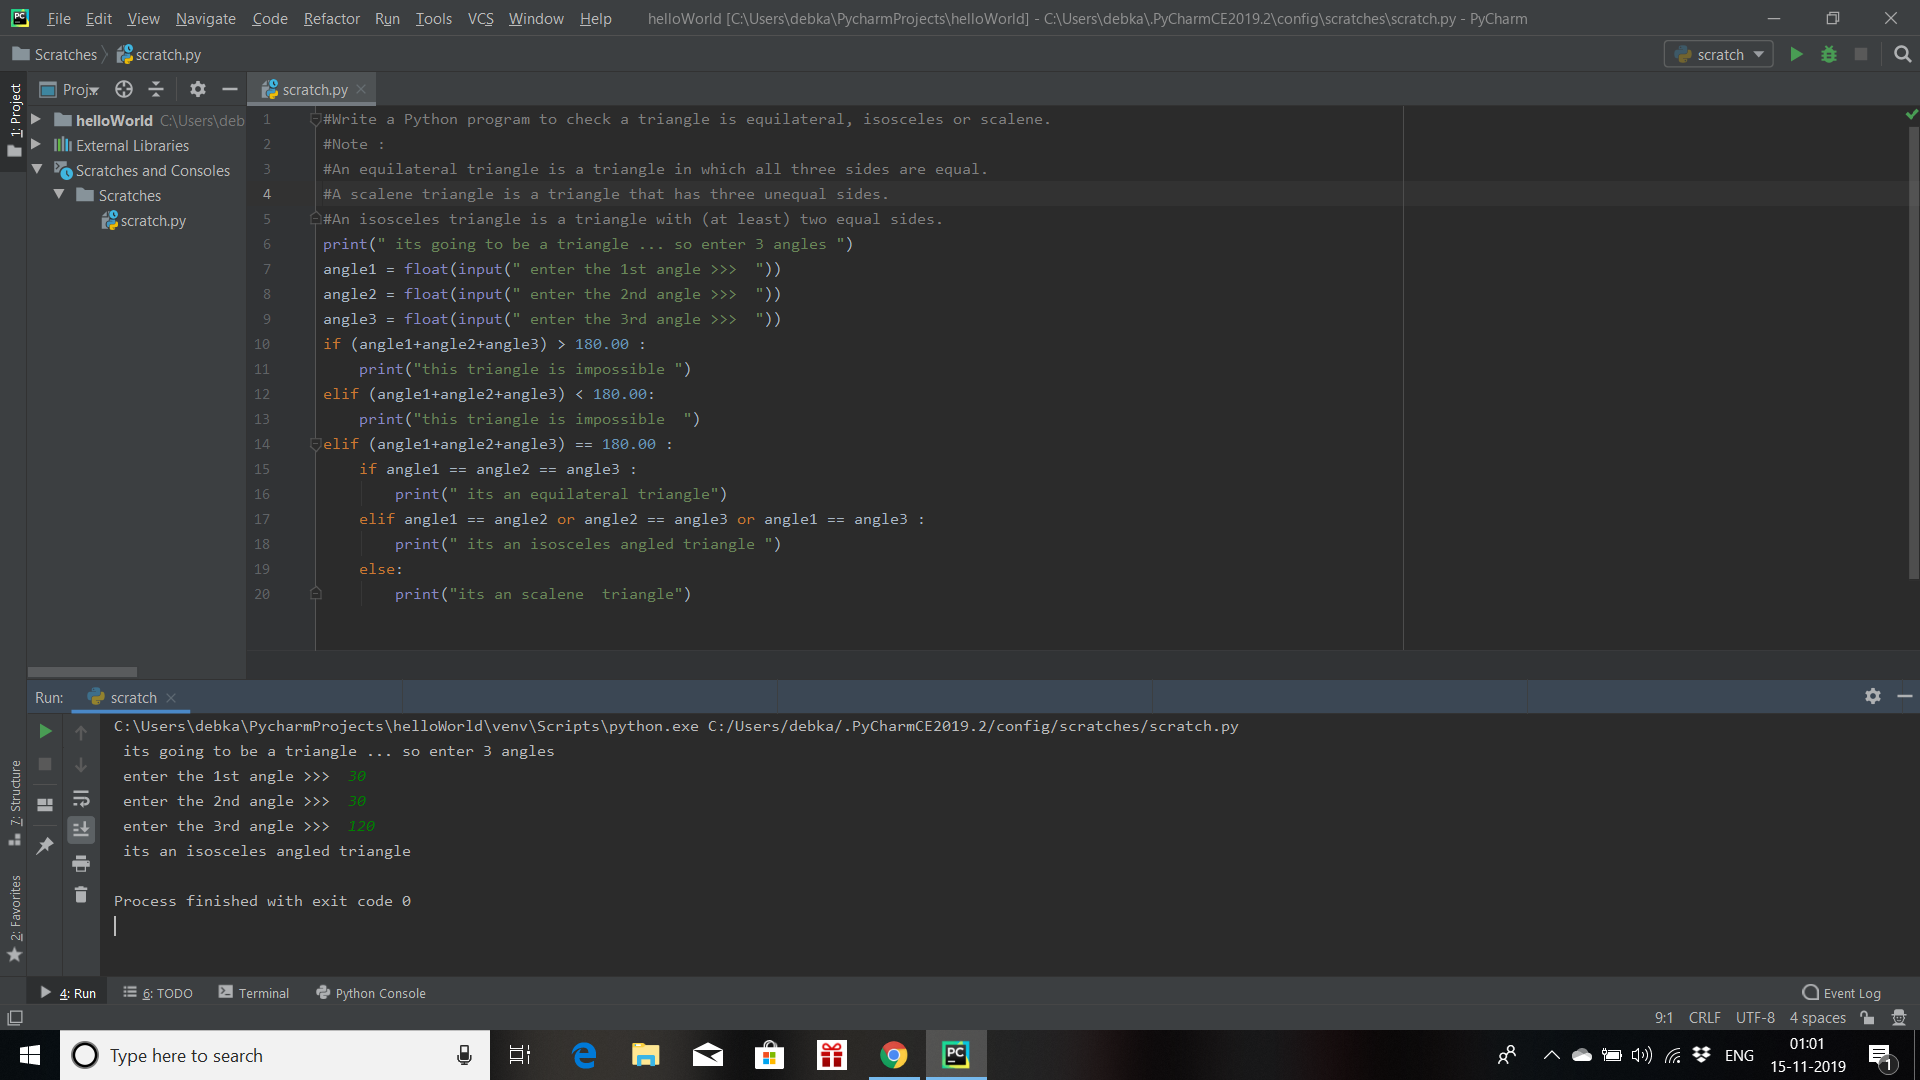 File Edit View Navigate Code Refactor Run Tools VCS Window Help helloWorld [C:\Users\debka\PycharmProjects\helloWorld] - C:\Users\debka\.PyCharmCE2019.2\config\scratches\scratch.py - PyCharm
Scratches scratch.py scratch
Proj scratch.py
1: Project
helloWorld C:\Users\deb
External Libraries
Scratches and Consoles
Scratches
scratch.py
1 #Write a Python program to check a triangle is equilateral, isosceles or scalene.
2 #Note :
3 #An equilateral triangle is a triangle in which all three sides are equal.
4 #A scalene triangle is a triangle that has three unequal sides.
5 #An isosceles triangle is a triangle with (at least) two equal sides.
6 print(" its going to be a triangle ... so enter 3 angles ")
7 angle1 = float(input(" enter the 1st angle >>>  "))
8 angle2 = float(input(" enter the 2nd angle >>>  "))
9 angle3 = float(input(" enter the 3rd angle >>>  "))
10 if (angle1+angle2+angle3) > 180.00 :
11     print("this triangle is impossible ")
12 elif (angle1+angle2+angle3) < 180.00:
13     print("this triangle is impossible  ")
14 elif (angle1+angle2+angle3) == 180.00 :
15     if angle1 == angle2 == angle3 :
16         print(" its an equilateral triangle")
17     elif angle1 == angle2 or angle2 == angle3 or angle1 == angle3 :
18         print(" its an isosceles angled triangle ")
19     else:
20         print("its an scalene  triangle")
Run: scratch
C:\Users\debka\PycharmProjects\helloWorld\venv\Scripts\python.exe C:/Users/debka/.PyCharmCE2019.2/config/scratches/scratch.py
its going to be a triangle ... so enter 3 angles
enter the 1st angle >>>  30
enter the 2nd angle >>>  30
enter the 3rd angle >>>  120
its an isosceles angled triangle
Process finished with exit code 0
7: Structure
2: Favorites
4: Run 6: TODO Terminal Python Console Event Log
9:1 CRLF UTF-8 4 spaces
Type here to search PC ENG 01:01
15-11-2019 1